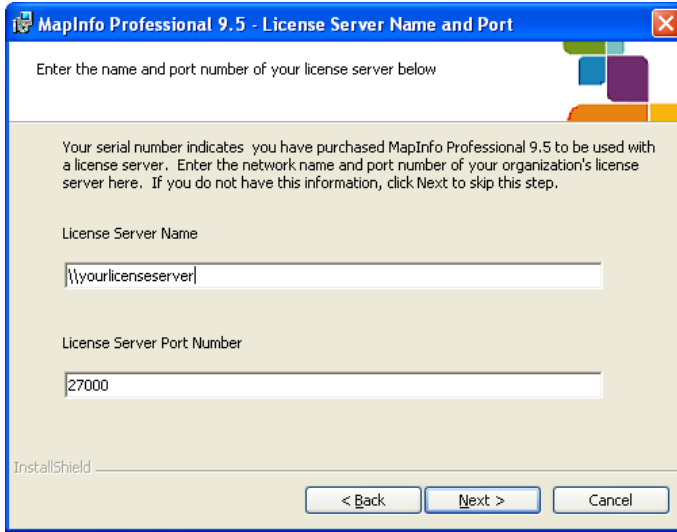 MapInfo Professional 9.5 - License Server Name and Port
Enter the name and port number of your license server below
Your serial number indicates  you have purchased MapInfo Professional 9.5 to be used with
a license server.  Enter the network name and port number of your organization's license
server here.  If you do not have this information, click Next to skip this step.
License Server Name
\\yourlicenseserver
License Server Port Number
27000
InstallShield
< Back
Next >
Cancel